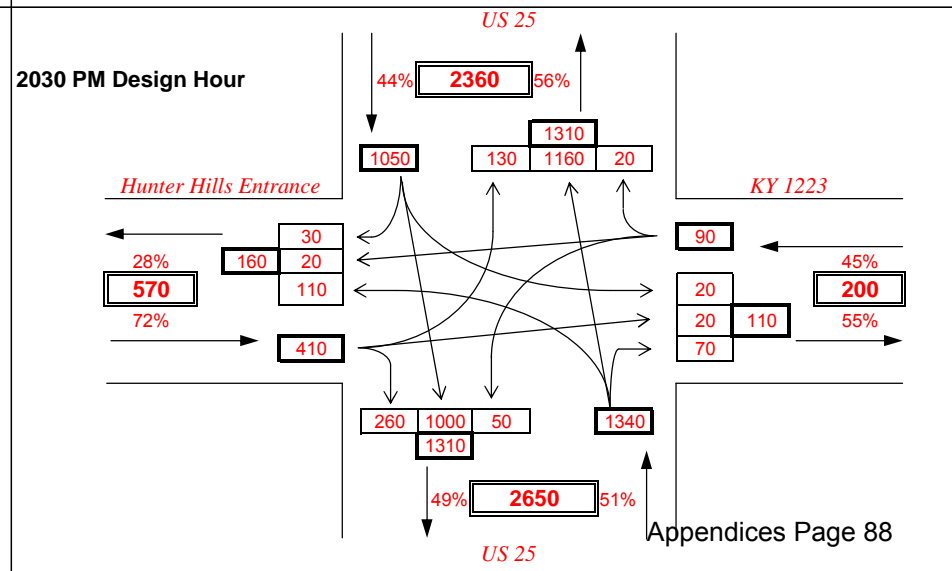 US 25
2030 PM Design Hour
44% 2360 56%
1310
1050 130 1160 20
Hunter Hills Entrance KY 1223
30 90
28% 160 20 45%
570 110 20 200
72% 20 110 55%
410 70
260 1000 50 1340
1310
49% 2650 51%
Appendices Page 88
US 25